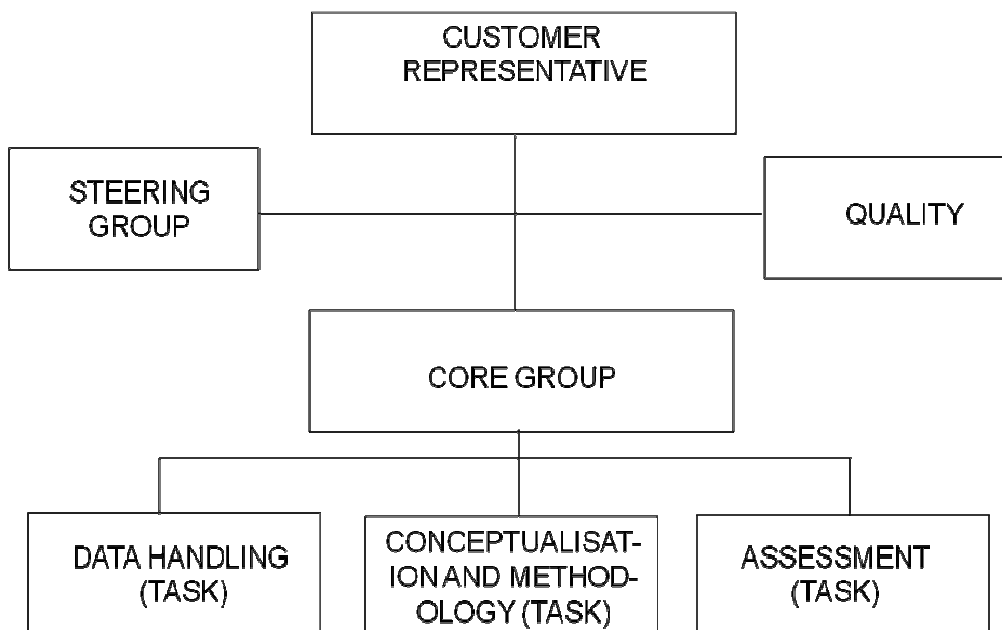 CUSTOMER
REPRESENTATIVE
STEERING
GROUP
QUALITY
CORE GROUP
DATA HANDLING
(TASK)
CONCEPTUALISAT-
ION AND METHOD-
OLOGY (TASK)
ASSESSMENT
(TASK)